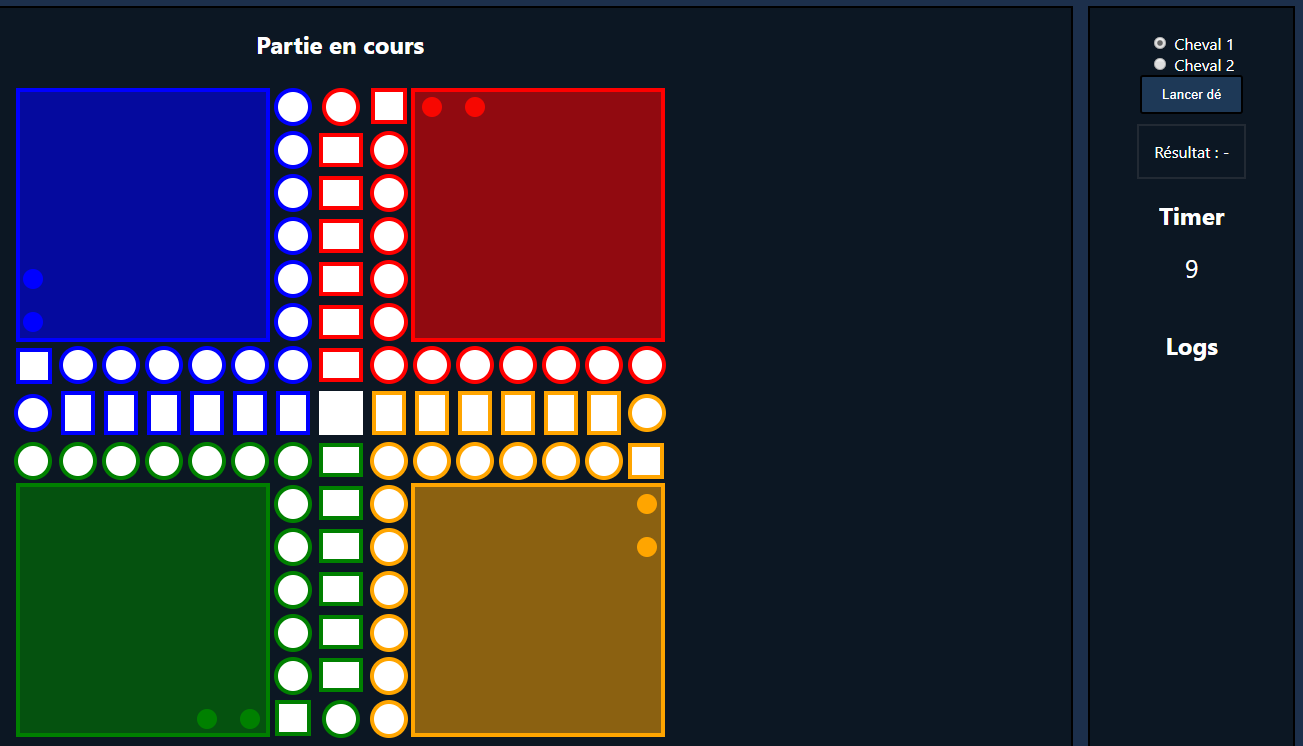 Partie en cours
Cheval 1
Cheval 2
Lancer dé
Résultat : -
Timer
9
Logs